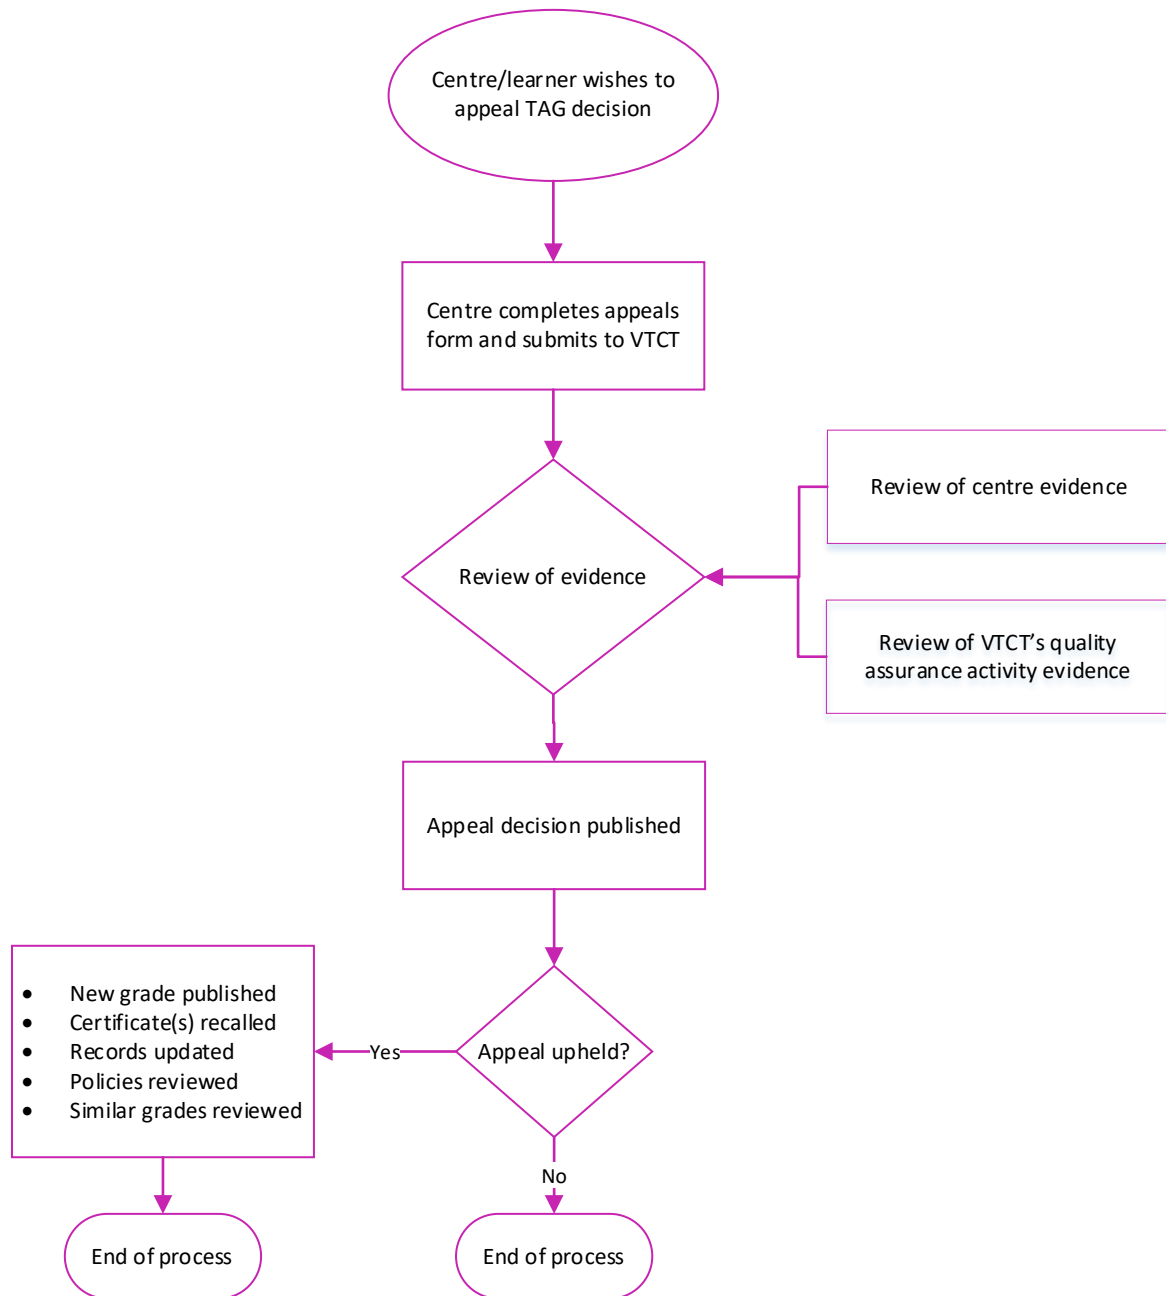 Centre/learner wishes to
appeal TAG decision
Centre completes appeals
form and submits to VTCT
Review of evidence
Review of centre evidence
Review of VTCT’s quality
assurance activity evidence
Appeal decision published
Appeal upheld?
Yes
• New grade published
• Certificate(s) recalled
• Records updated
• Policies reviewed
• Similar grades reviewed
No
End of process
End of process